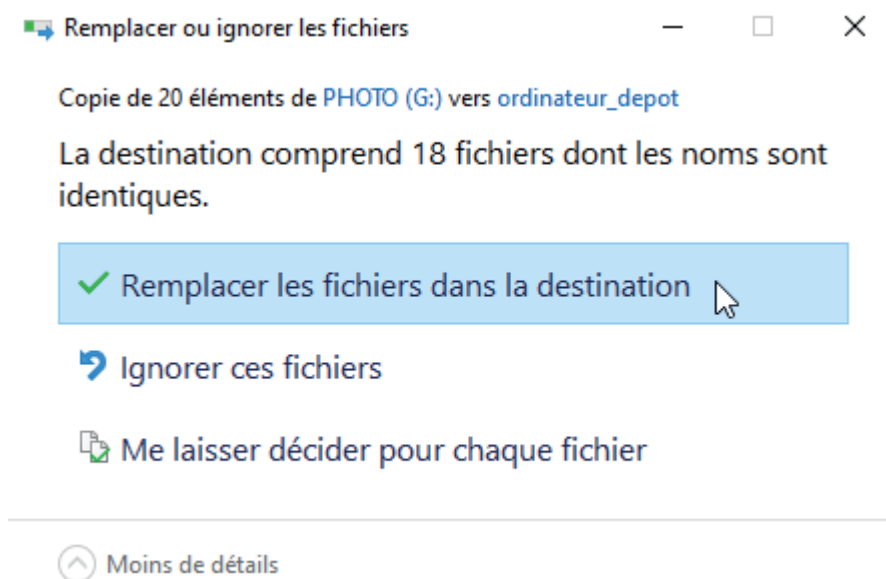 Remplacer ou ignorer les fichiers
Copie de 20 éléments de PHOTO (G:) vers ordinateur_depot
La destination comprend 18 fichiers dont les noms sont
identiques.
Remplacer les fichiers dans la destination
Ignorer ces fichiers
Me laisser décider pour chaque fichier
Moins de détails